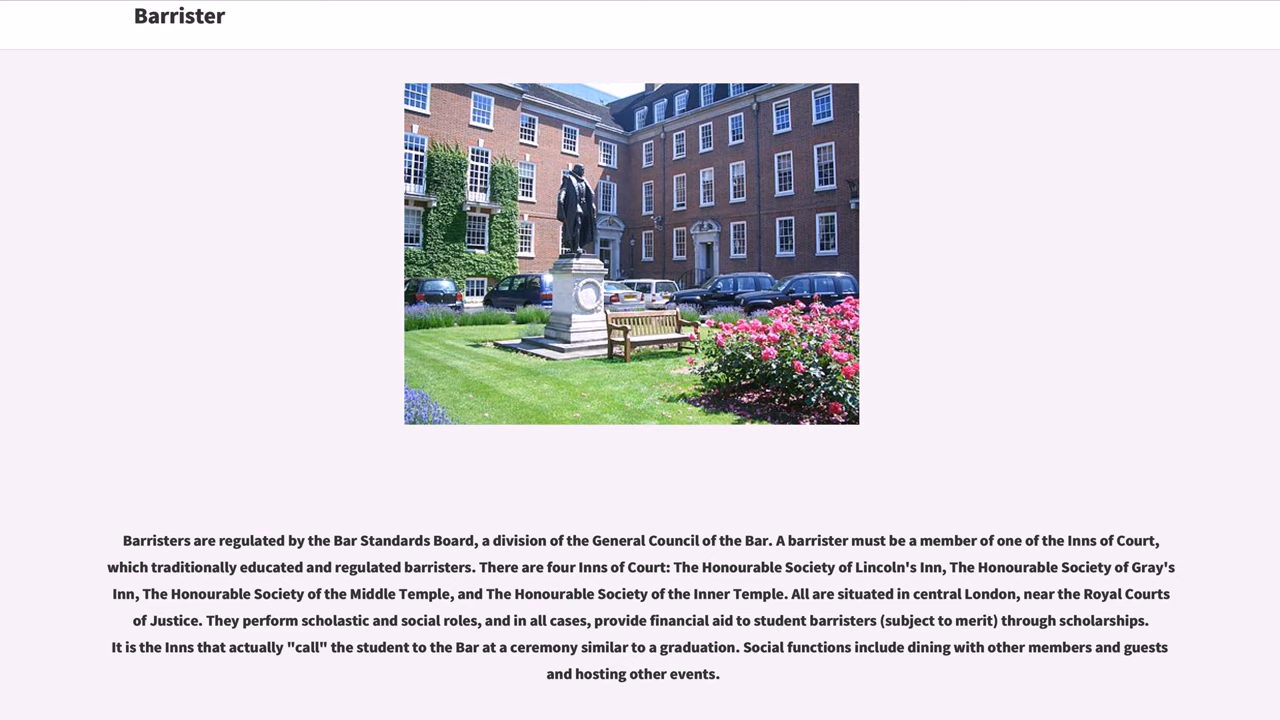 Barrister
Barristers are regulated by the Bar Standards Board, a division of the General Council of the Bar. A barrister must be a member of one of the Inns of Court,
which traditionally educated and regulated barristers. There are four Inns of Court: The Honourable Society of Lincoln's Inn, The Honourable Society of Gray's
Inn, The Honourable Society of the Middle Temple, and The Honourable Society of the Inner Temple. All are situated in central London, near the Royal Courts
of Justice. They perform scholastic and social roles, and in all cases, provide financial aid to student barristers (subject to merit) through scholarships.
It is the Inns that actually "call" the student to the Bar at a ceremony similar to a graduation. Social functions include dining with other members and guests
and hosting other events.